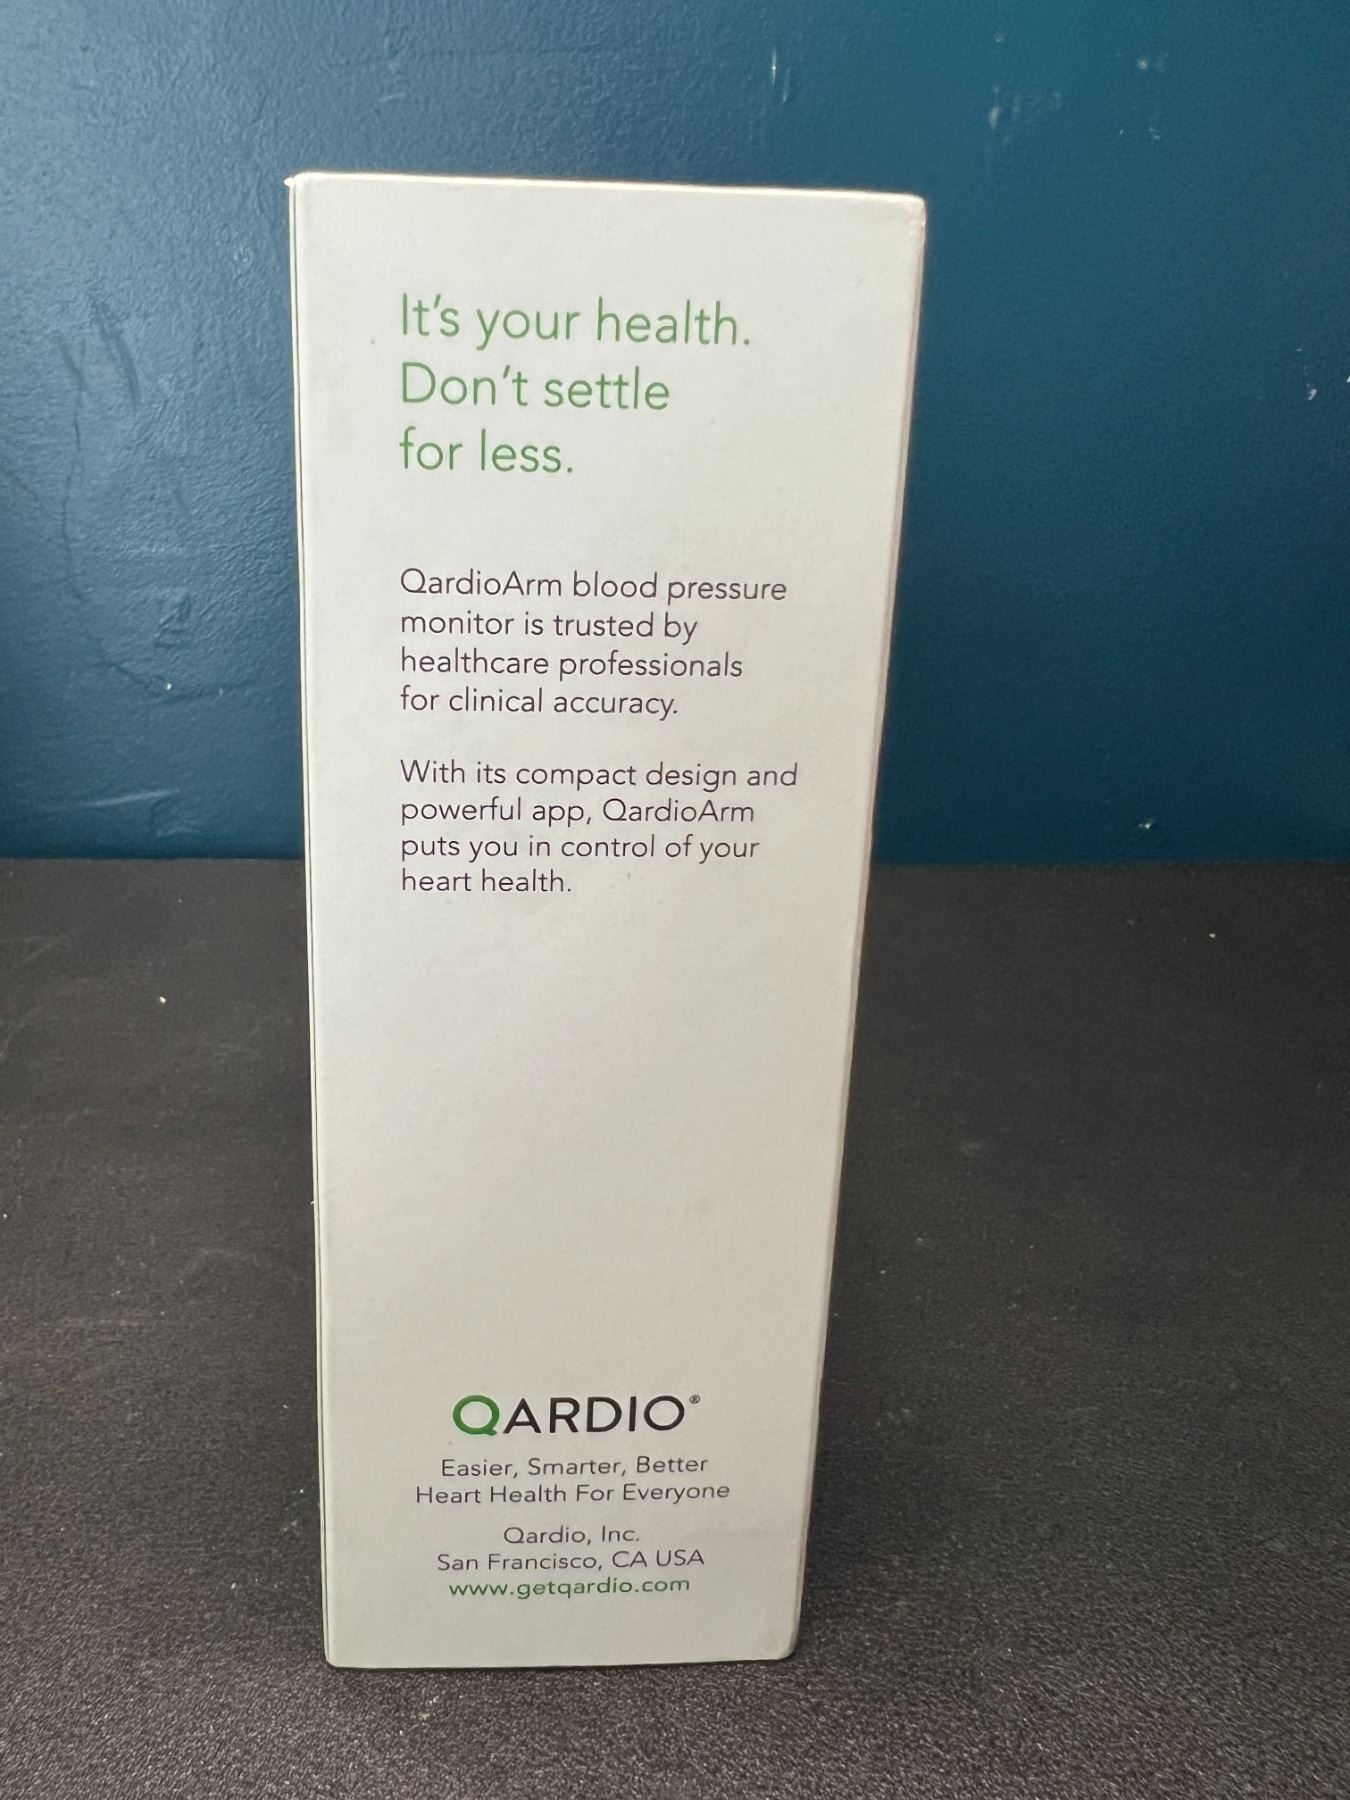 It's your health.
Don't settle
for less.
QardioArm blood pressure
monitor is trusted by
healthcare professionals
for clinical accuracy.
With its compact design and
powerful app, QardioArm
puts you in control of your
heart health.
QARDIO®
Easier, Smarter, Better
Heart Health For Everyone
Qardio, Inc.
San Francisco, CA USA
www.getqardio.com